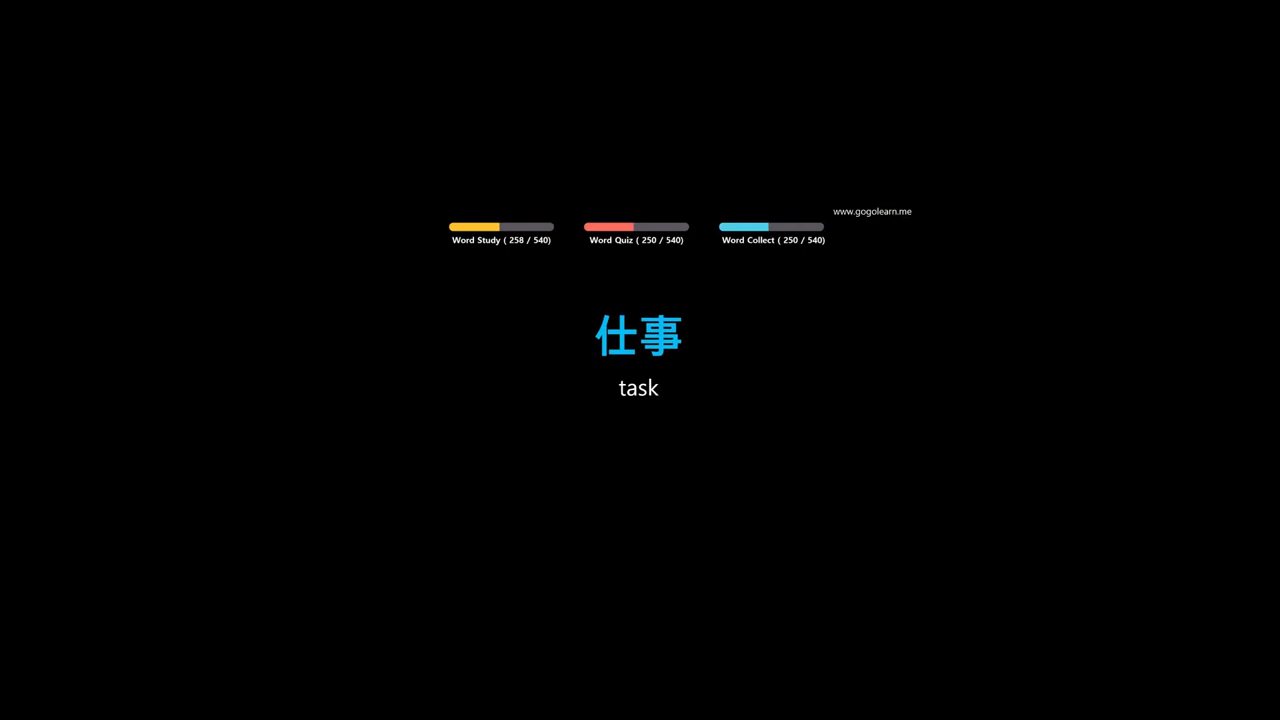 www.gogolearn.me
Word Study ( 258 / 540)
Word Quiz ( 250 / 540)
Word Collect ( 250 / 540)
仕事
task